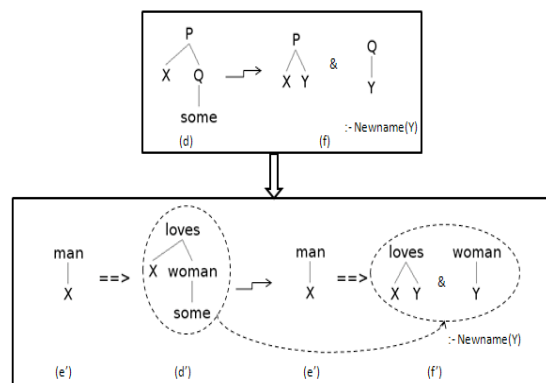 P P Q
X Q X Y & Y
some :- Newname(Y)
(d) (f)
loves
man man loves woman
==> X woman ==>
X some X X Y & Y
:- Newname(Y)
(e') (d') (e') (f')